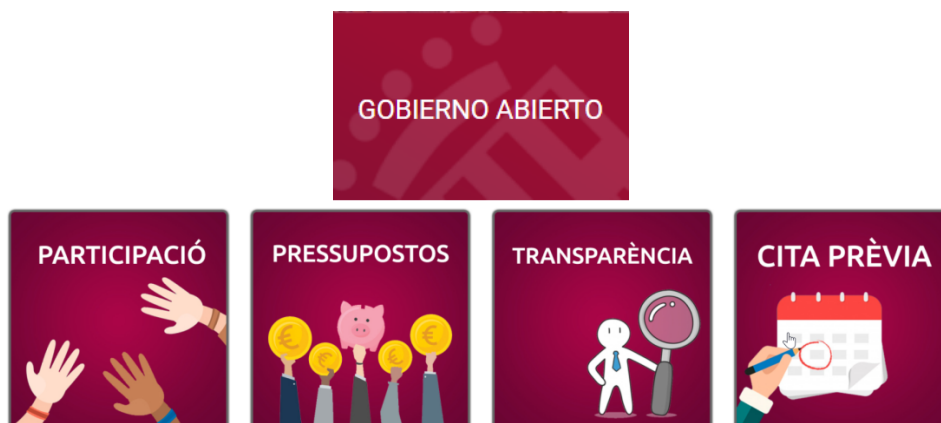 GOBIERNO ABIERTO
PARTICIPACIÓ
PRESSUPOSTOS
TRANSPARÈNCIA
CITA PRÈVIA